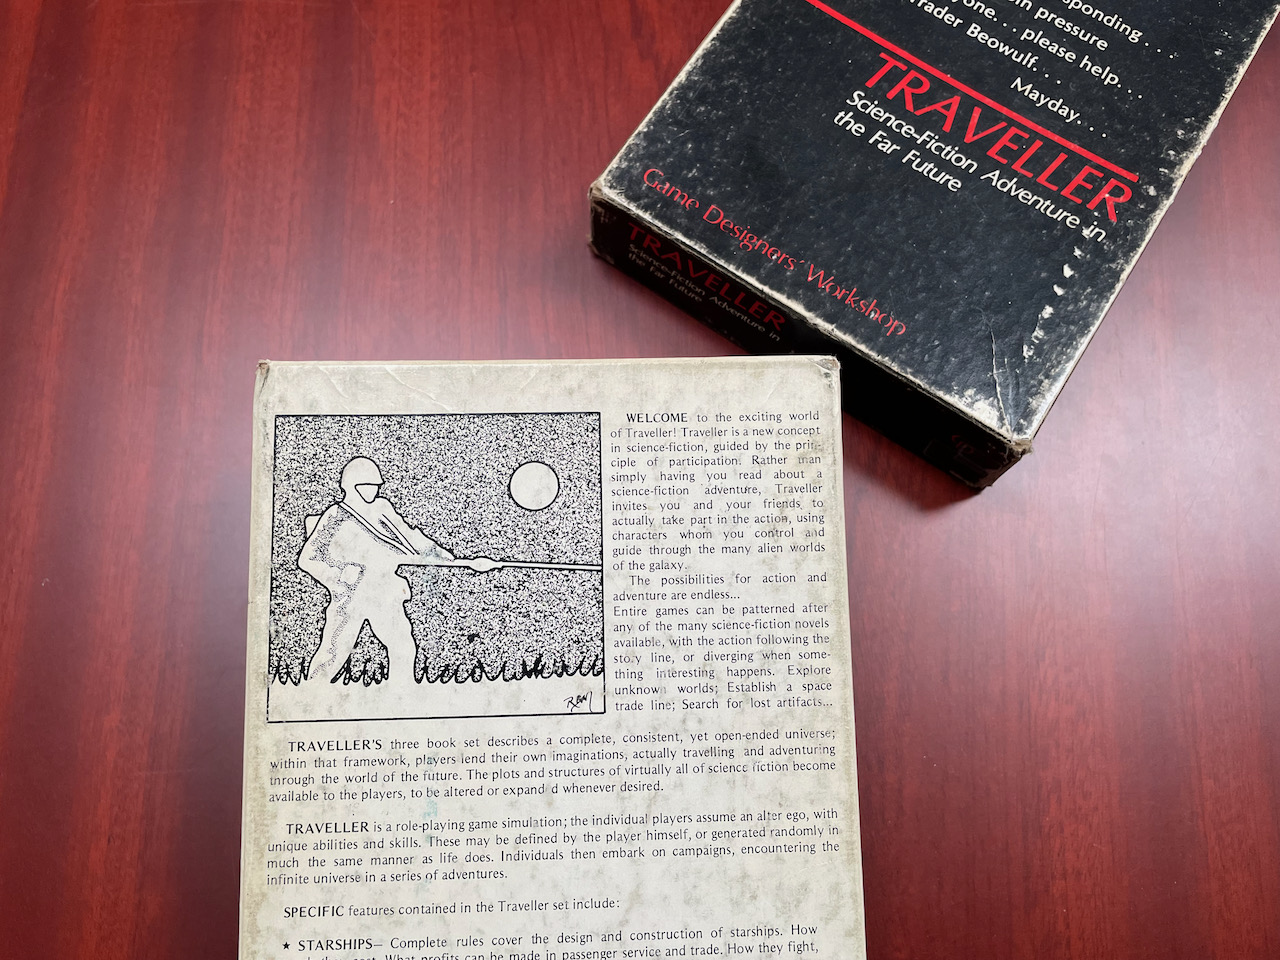 sponding . . .
in pressure
yone. . . please help. . .
Trader Beowulf. . .
Mayday. . .
TRAVELLER
Science-Fiction Adventure in
the Far Future
Game Designers' Workshop
TRAVELLER
Science-Fiction Adventure in
the Far Future
WELCOME to the exciting world
of Traveller! Traveller is a new concept
in science-fiction, guided by the prin-
ciple of participation. Rather than
simply having you read about a
science-fiction adventure, Traveller
invites you and your friends to
actually take part in the action, using
characters whom you control and
guide through the many alien worlds
of the galaxy.
The possibilities for action and
adventure are endless...
Entire games can be patterned after
any of the many science-fiction novels
available, with the action following the
story line, or diverging when some-
thing interesting happens. Explore
unknown worlds; Establish a space
trade line; Search for lost artifacts...
TRAVELLER'S three book set describes a complete, consistent, yet open-ended universe;
within that framework, players lend their own imaginations, actually travelling and adventuring
through the world of the future. The plots and structures of virtually all of science fiction become
available to the players, to be altered or expand d whenever desired.
TRAVELLER is a role-playing game simulation; the individual players assume an alter ego, with
unique abilities and skills. These may be defined by the player himself, or generated randomly in
much the same manner as life does. Individuals then embark on campaigns, encountering the
infinite universe in a series of adventures.
SPECIFIC features contained in the Traveller set include:
★ STARSHIPS— Complete rules cover the design and construction of starships. How
they cost. What profits can be made in passenger service and trade. How they fight,